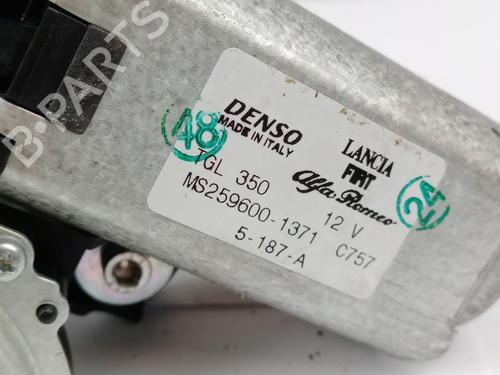 B-PARTS
DENSO
MADE IN ITALY
48
TGL 350
MS259600-1371
5-187-A
LANCIA
FIAT
Alfa Romeo
12 V
C757
24